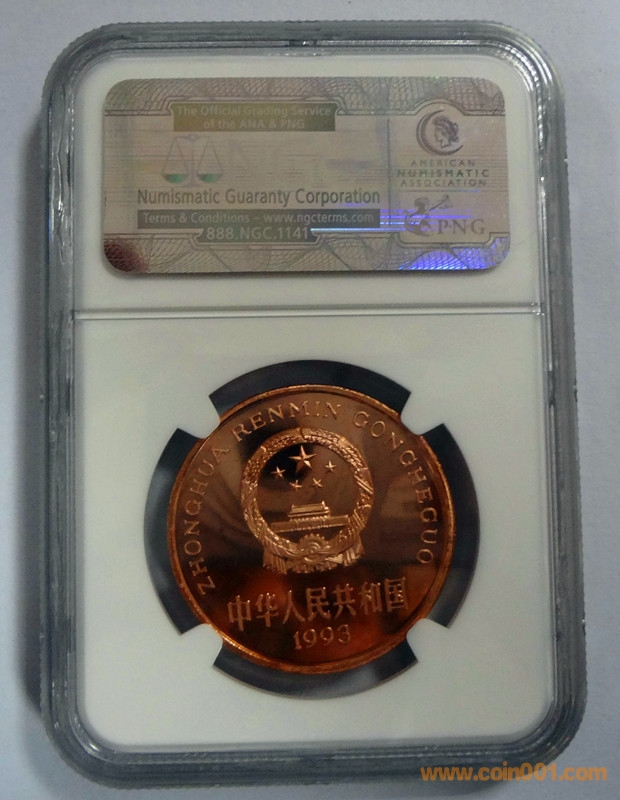 The Official Grading Service
of the ANA & PNG
NGC
Numismatic Guaranty Corporation
Terms & Conditions – www.ngcterms.com
888.NGC.1141
AMERICAN
NUMISMATIC
ASSOCIATION
PNG
ZHONGHUA RENMIN GONGHEGUO
中华人民共和国
1993
www.coin001.com